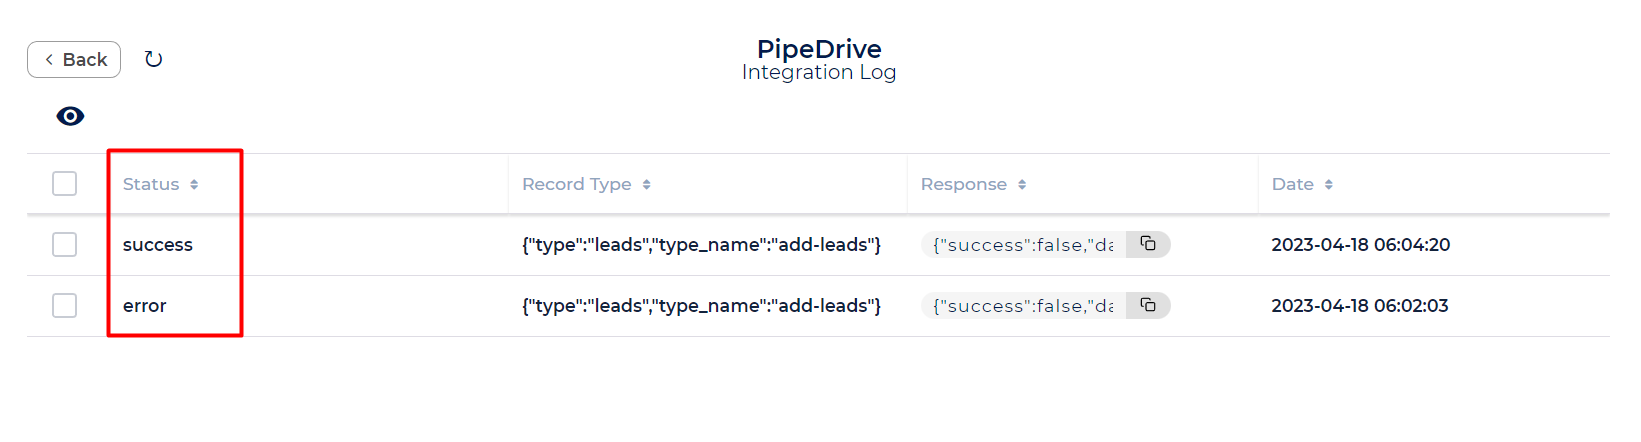 Back
PipeDrive
Integration Log
Status Record Type Response Date
success {"type":"leads","type_name":"add-leads"} {"success":false,"da 2023-04-18 06:04:20
error {"type":"leads","type_name":"add-leads"} {"success":false,"da 2023-04-18 06:02:03